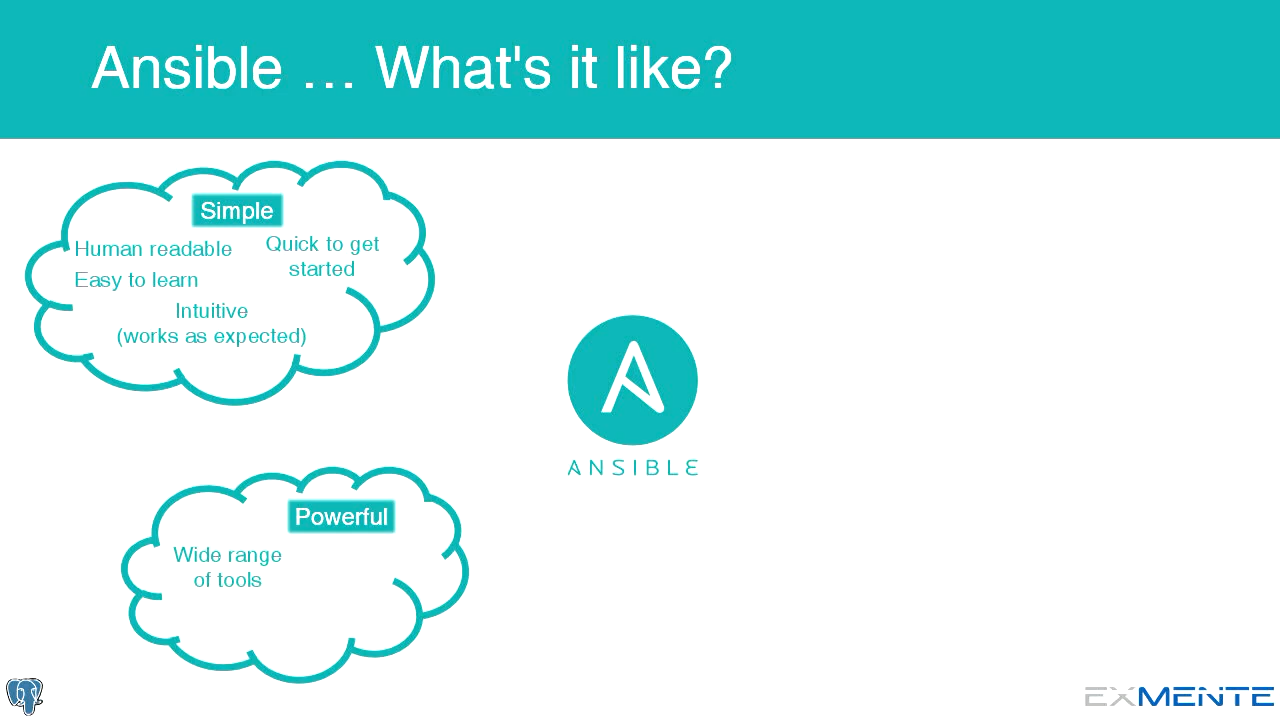 Ansible … What's it like?
Simple
Human readable
Quick to get
started
Easy to learn
Intuitive
(works as expected)
ANSIBLE
Powerful
Wide range
of tools
EXMENTE